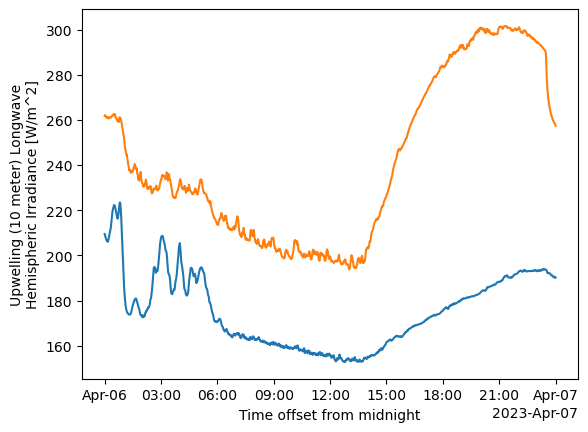 Upwelling (10 meter) Longwave
Hemispheric Irradiance [W/m^2]
300
280
260
240
220
200
180
160
Apr-06 03:00 06:00 09:00 12:00 15:00 18:00 21:00 Apr-07
Time offset from midnight
2023-Apr-07